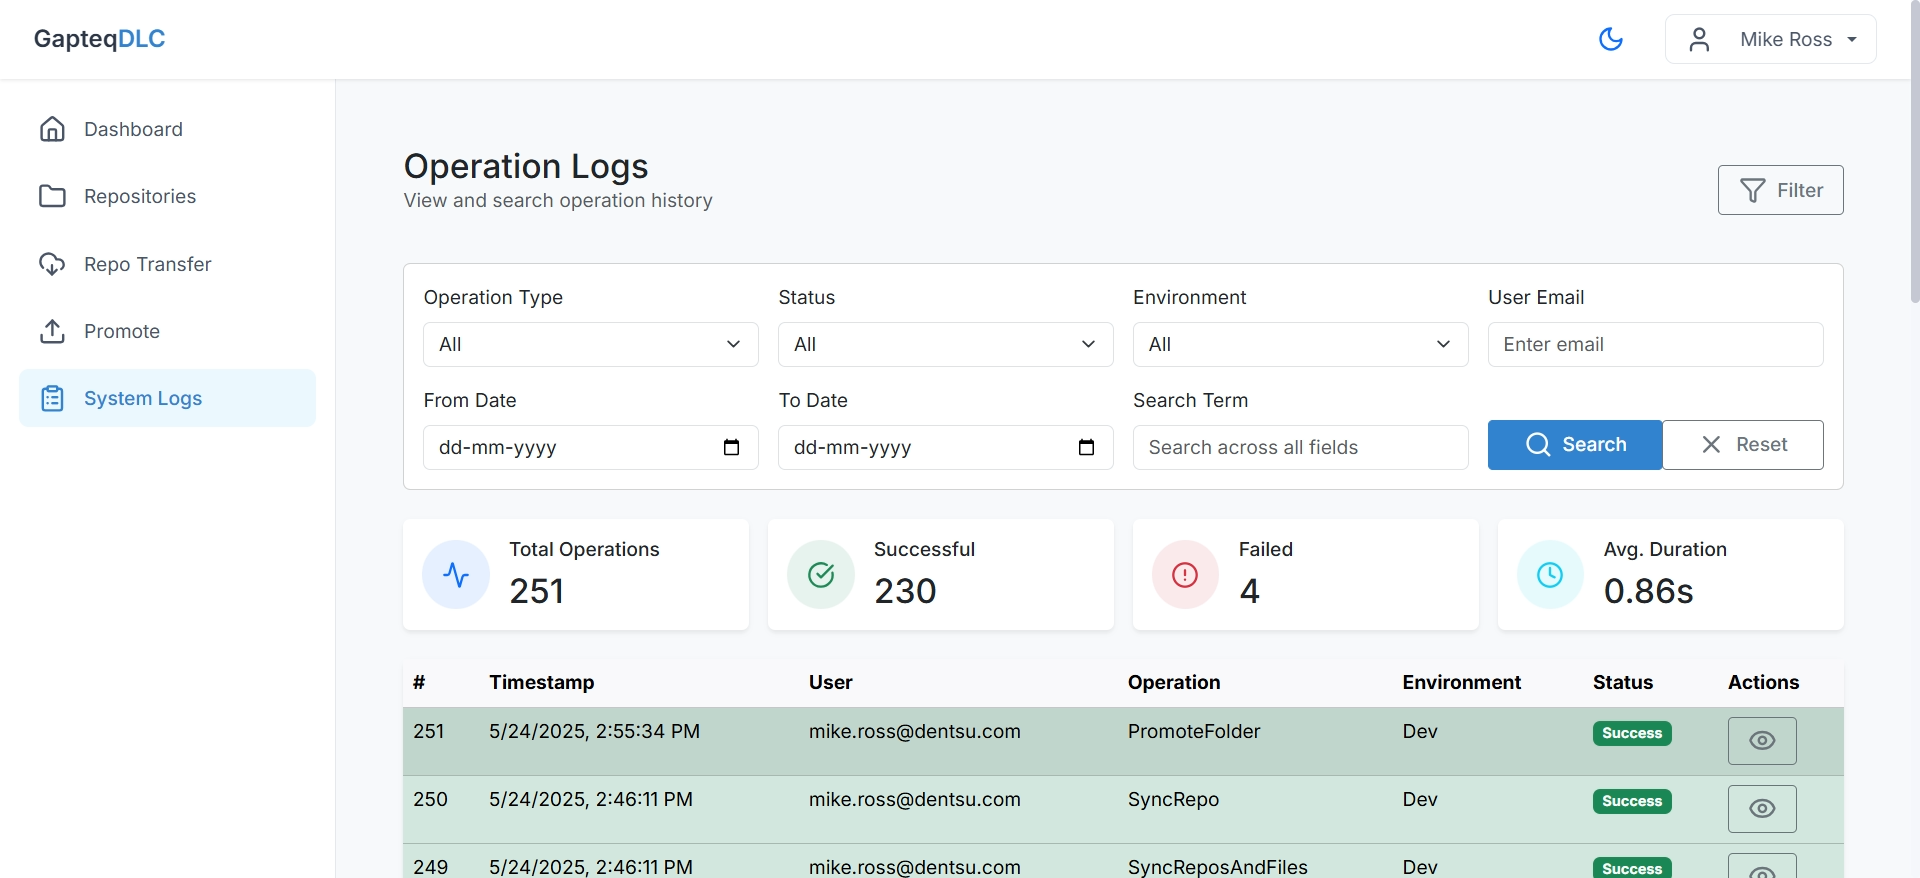 GapteqDLC
Mike Ross
Dashboard
Repositories
Repo Transfer
Promote
System Logs
Operation Logs
View and search operation history
Filter
Operation Type Status Environment User Email
All All All Enter email
From Date To Date Search Term
dd-mm-yyyy dd-mm-yyyy Search across all fields Search Reset
Total Operations Successful Failed Avg. Duration
251 230 4 0.86s
# Timestamp User Operation Environment Status Actions
251 5/24/2025, 2:55:34 PM mike.ross@dentsu.com PromoteFolder Dev Success
250 5/24/2025, 2:46:11 PM mike.ross@dentsu.com SyncRepo Dev Success
249 5/24/2025, 2:46:11 PM mike.ross@dentsu.com SyncReposAndFiles Dev Success